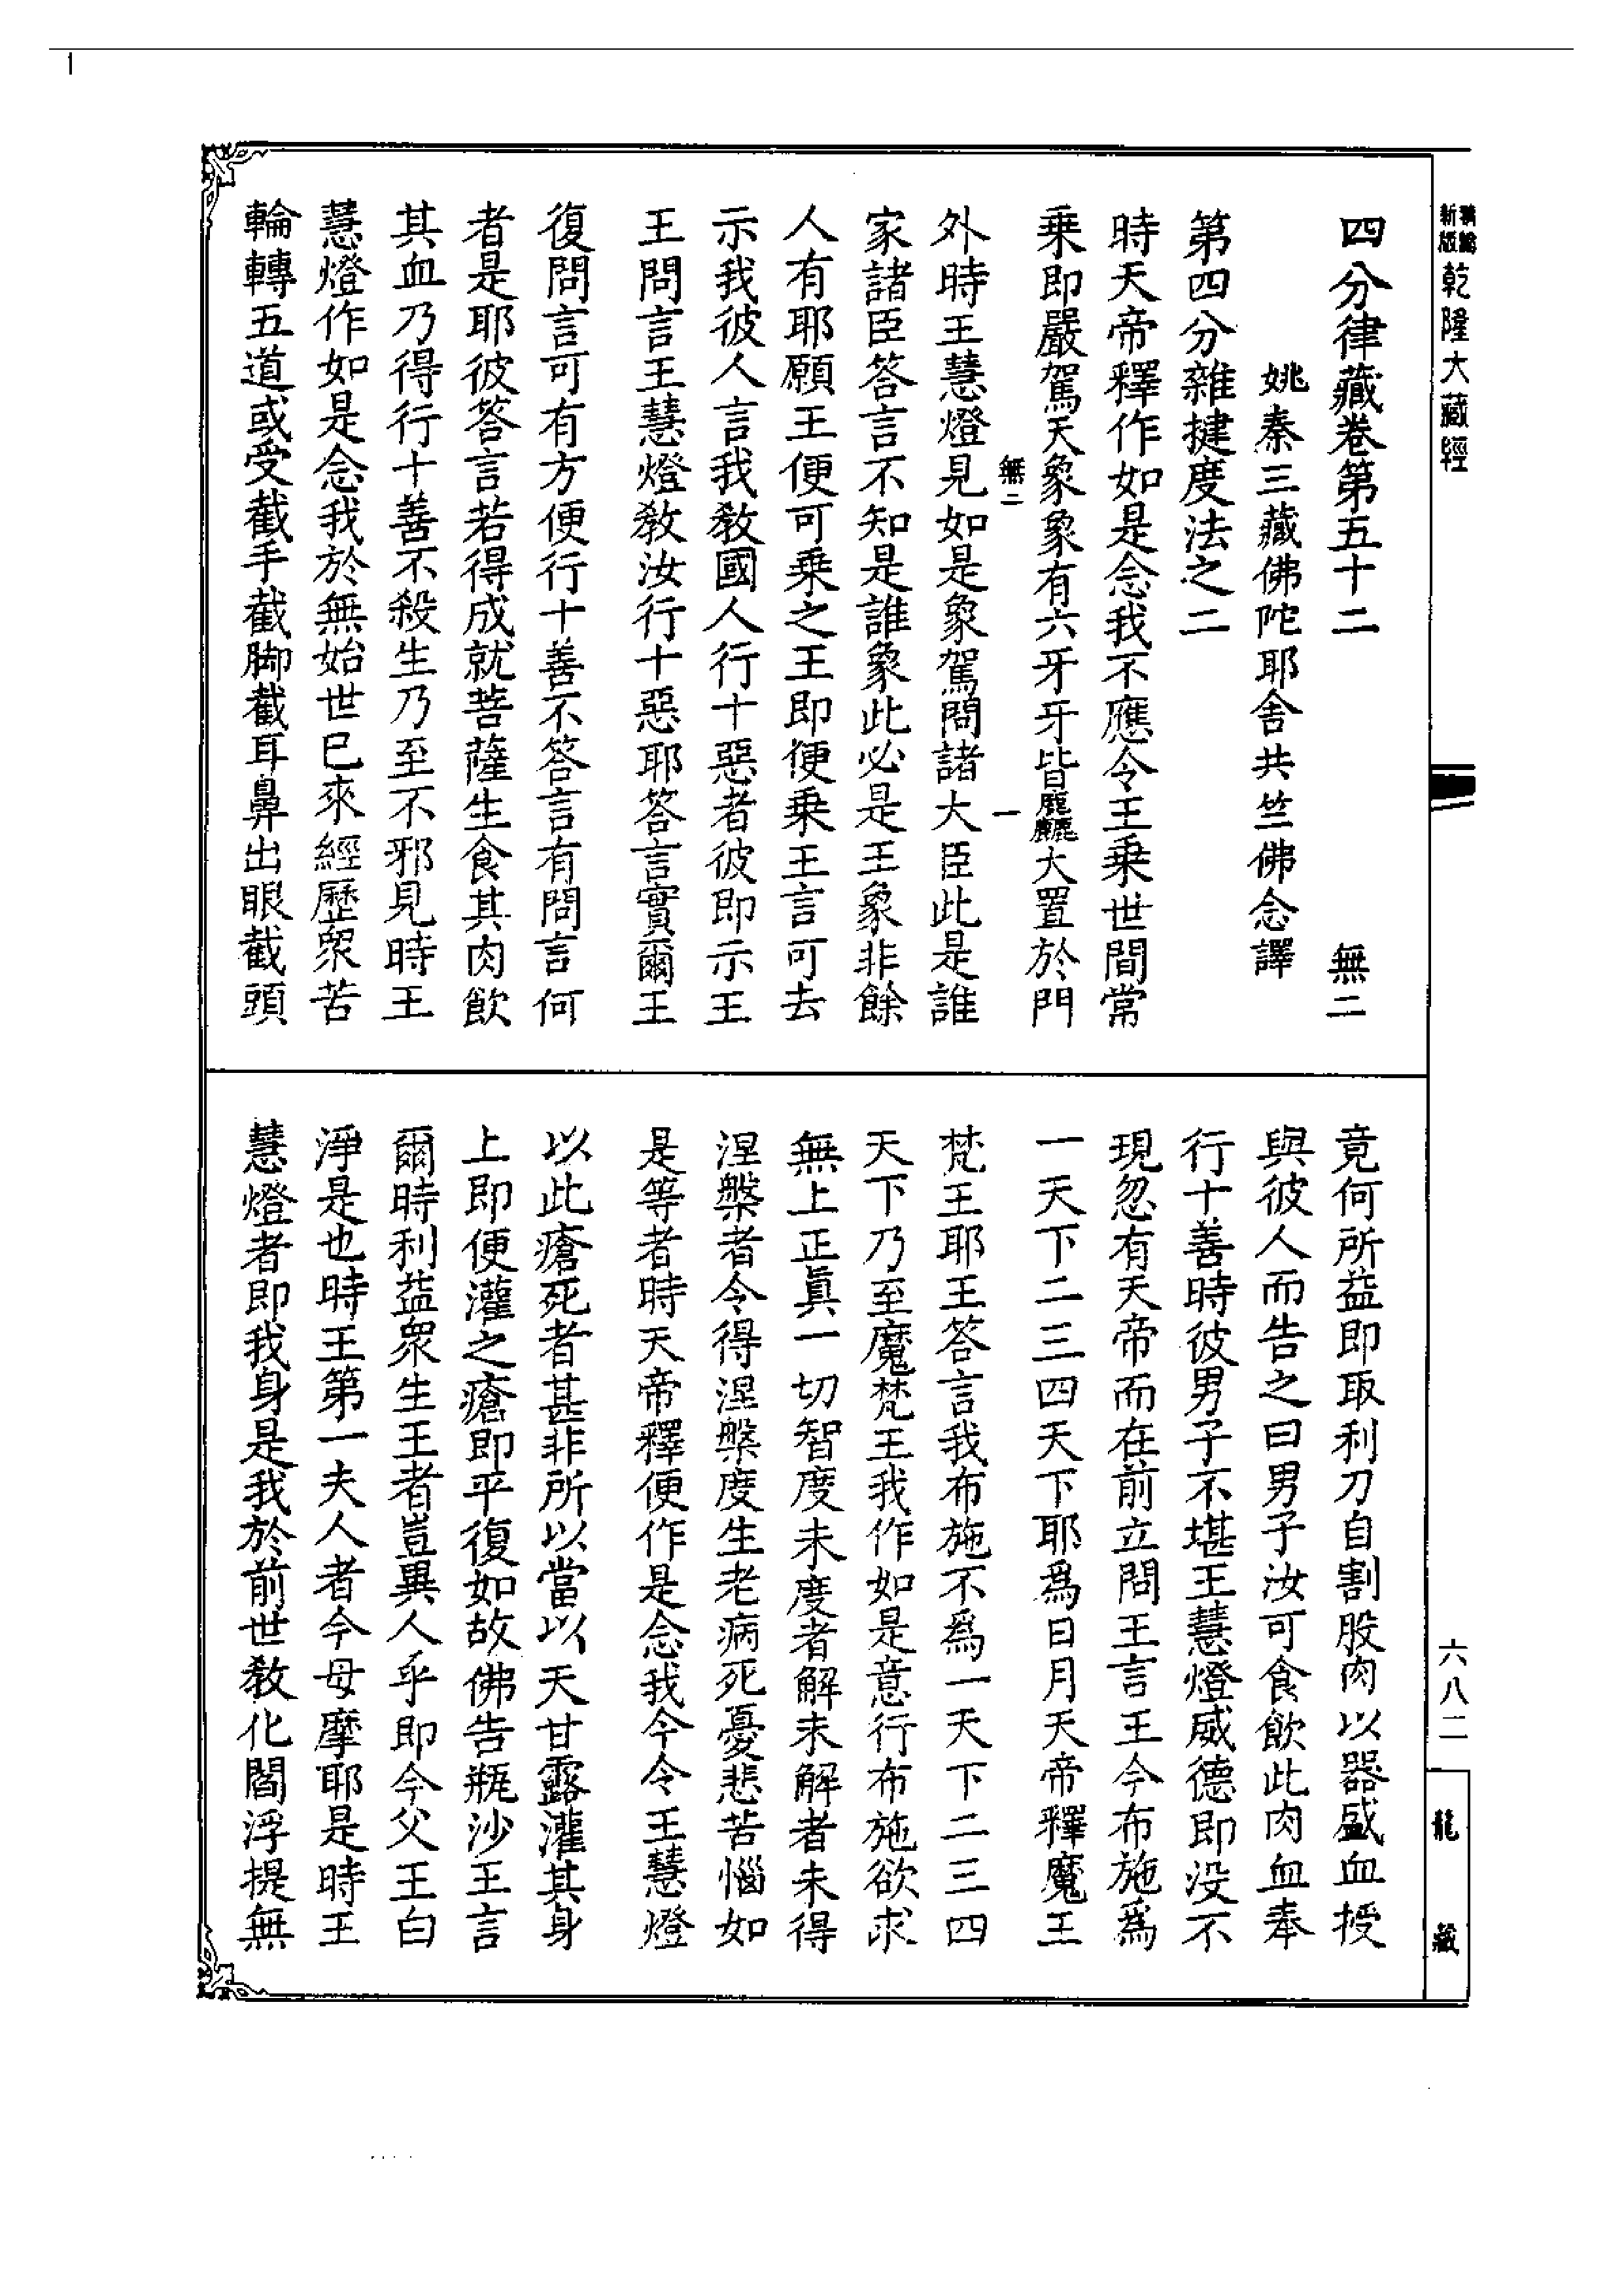 1
新版
乾隆大藏經
四分律藏卷第五十二
無二
姚秦三藏佛陀耶舍共竺佛念譯
第四分雜揵度法之二
時天帝釋作如是念我不應令王乗世間常
乗即嚴駕天象象有六牙牙皆麤大置於門
無二
一
外時王慧燈見如是象駕問諸大臣此是誰
家諸臣答言不知是誰象此必是王象非餘
人有耶願王便可乗之王即便乗王言可去
示我彼人言我敎國人行十惡者彼即示王
王問言王慧燈敎汝行十惡耶答言實爾王
復問言可有方便行十善不答言有問言何
者是耶彼答言若得成就菩薩生食其肉飲
其血乃得行十善不殺生乃至不邪見時王
慧燈作如是念我於無始世已來經歷衆苦
輪轉五道或受截手截脚截耳鼻出眼截頭
竟何所益即取利刀自割股肉以器盛血授
與彼人而告之曰男子汝可食飲此肉血奉
行十善時彼男子不堪王慧燈威德即沒不
現忽有天帝而在前立問王言王今布施爲
一天下二三四天下耶爲日月天帝釋魔王
梵王耶王答言我布施不爲一天下二三四
天下乃至魔梵王我作如是意行布施欲求
無上正眞一切智度未度者解未解者未得
涅槃者令得涅槃度生老病死憂悲苦惱如
是等者時天帝釋便作是念我今令王慧燈
以此瘡死者甚非所以當以天甘露灌其身
上即便灌之瘡即平復如故佛告瓶沙王言
爾時利益衆生王者豈異人乎即今父王白
淨是也時王第一夫人者今母摩耶是時王
慧燈者即我身是我於前世敎化閻浮提無
六八二
龍藏